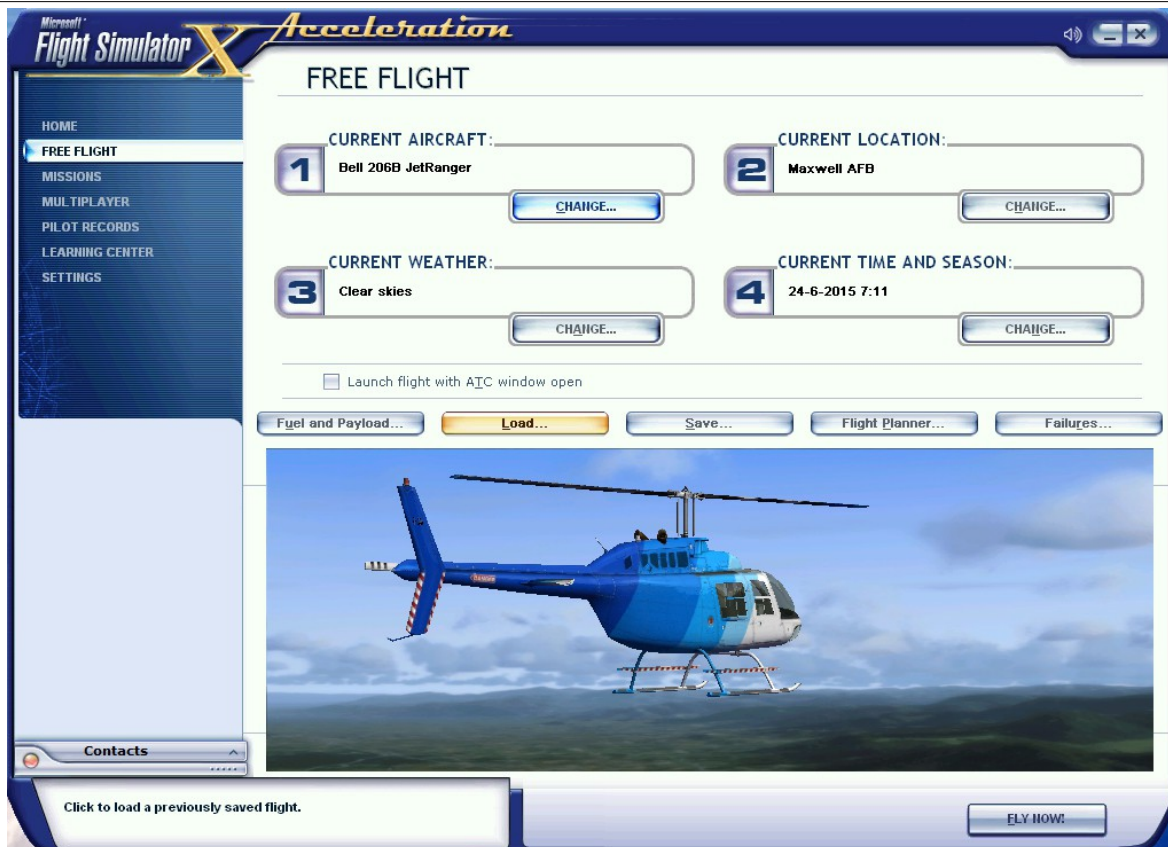 Microsoft
Flight Simulator X
Acceleration
FREE FLIGHT
HOME
FREE FLIGHT
MISSIONS
MULTIPLAYER
PILOT RECORDS
LEARNING CENTER
SETTINGS
CURRENT AIRCRAFT:
1
Bell 206B JetRanger
CHANGE...
CURRENT LOCATION:
2
Maxwell AFB
CHANGE...
CURRENT WEATHER:
3
Clear skies
CHANGE...
CURRENT TIME AND SEASON:
4
24-6-2015 7:11
CHANGE...
Launch flight with ATC window open
Fuel and Payload... Load... Save... Flight Planner... Failures...
DANGER
Contacts
Click to load a previously saved flight.
FLY NOW!